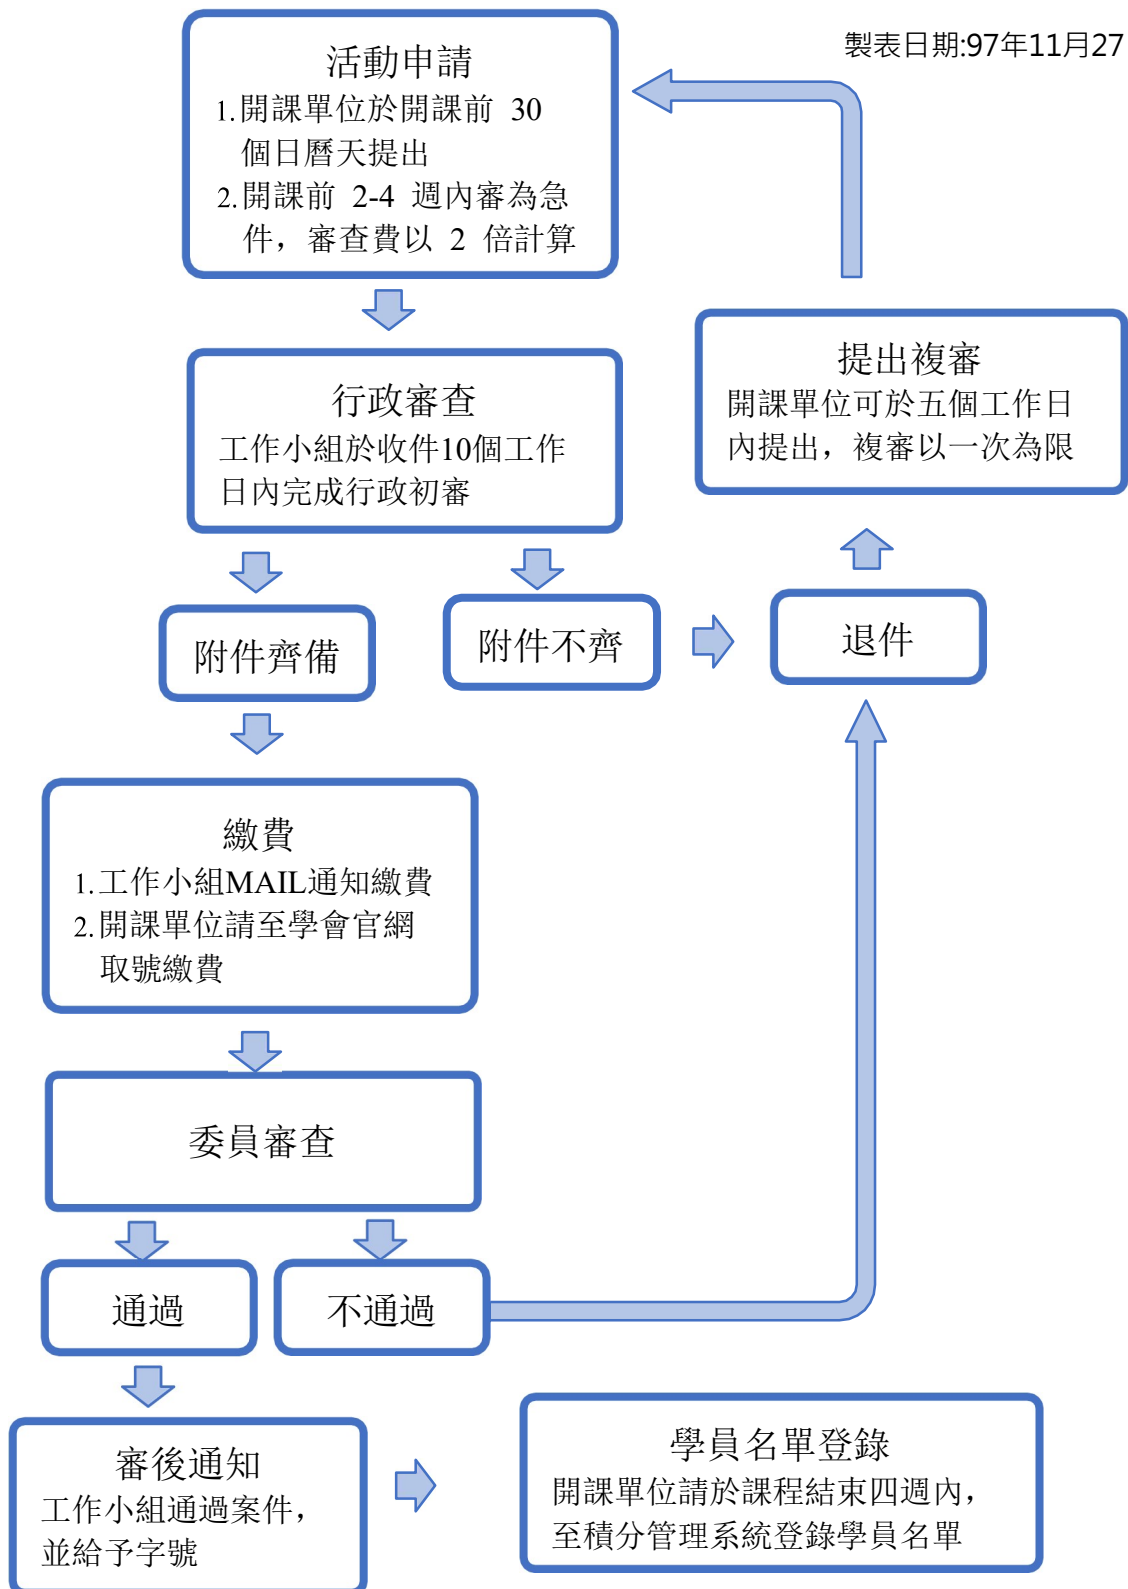 製表日期:97年11月27
活動申請
1.開課單位於開課前 30
個日曆天提出
2.開課前 2-4 週內審為急
件，審查費以 2 倍計算
行政審查
工作小組於收件10個工作
日內完成行政初審
提出複審
開課單位可於五個工作日
內提出，複審以一次為限
附件齊備
附件不齊
退件
繳費
1.工作小組MAIL通知繳費
2.開課單位請至學會官網
取號繳費
委員審查
通過
不通過
審後通知
工作小組通過案件，
並給予字號
學員名單登錄
開課單位請於課程結束四週內，
至積分管理系統登錄學員名單